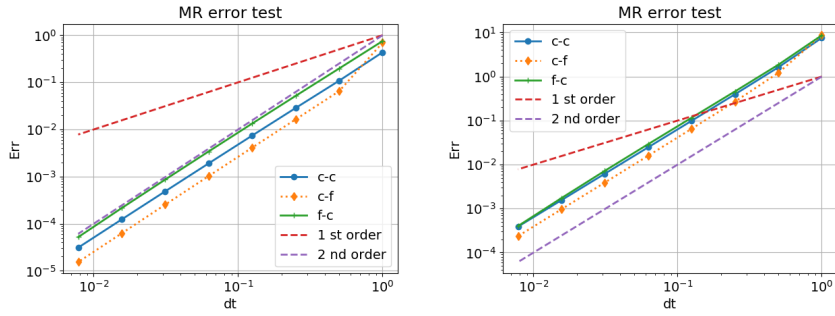 MR error test
10⁰
10⁻¹
10⁻²
10⁻³
10⁻⁴
10⁻⁵
Err
c-c
c-f
f-c
1 st order
2 nd order
10⁻²
10⁻¹
10⁰
dt
MR error test
10¹
10⁰
10⁻¹
10⁻²
10⁻³
10⁻⁴
Err
c-c
c-f
f-c
1 st order
2 nd order
10⁻²
10⁻¹
10⁰
dt